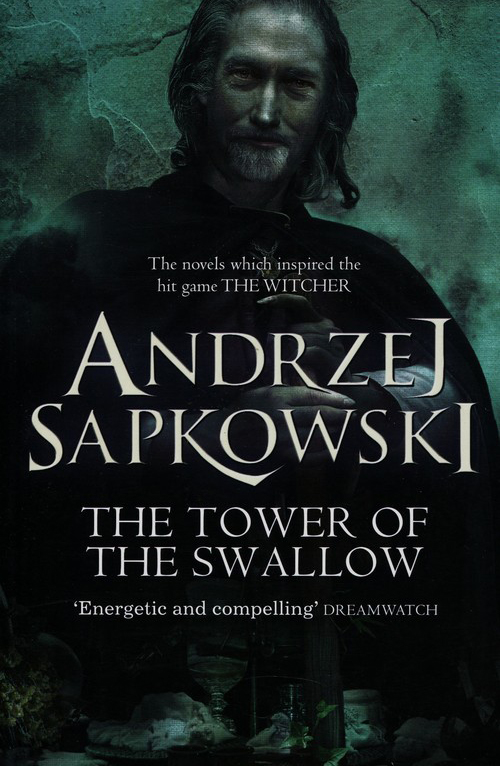 The novels which inspired the
hit game THE WITCHER
ANDRZEJ
SAPKOWSKI
THE TOWER OF
THE SWALLOW
‘Energetic and compelling’ DREAMWATCH